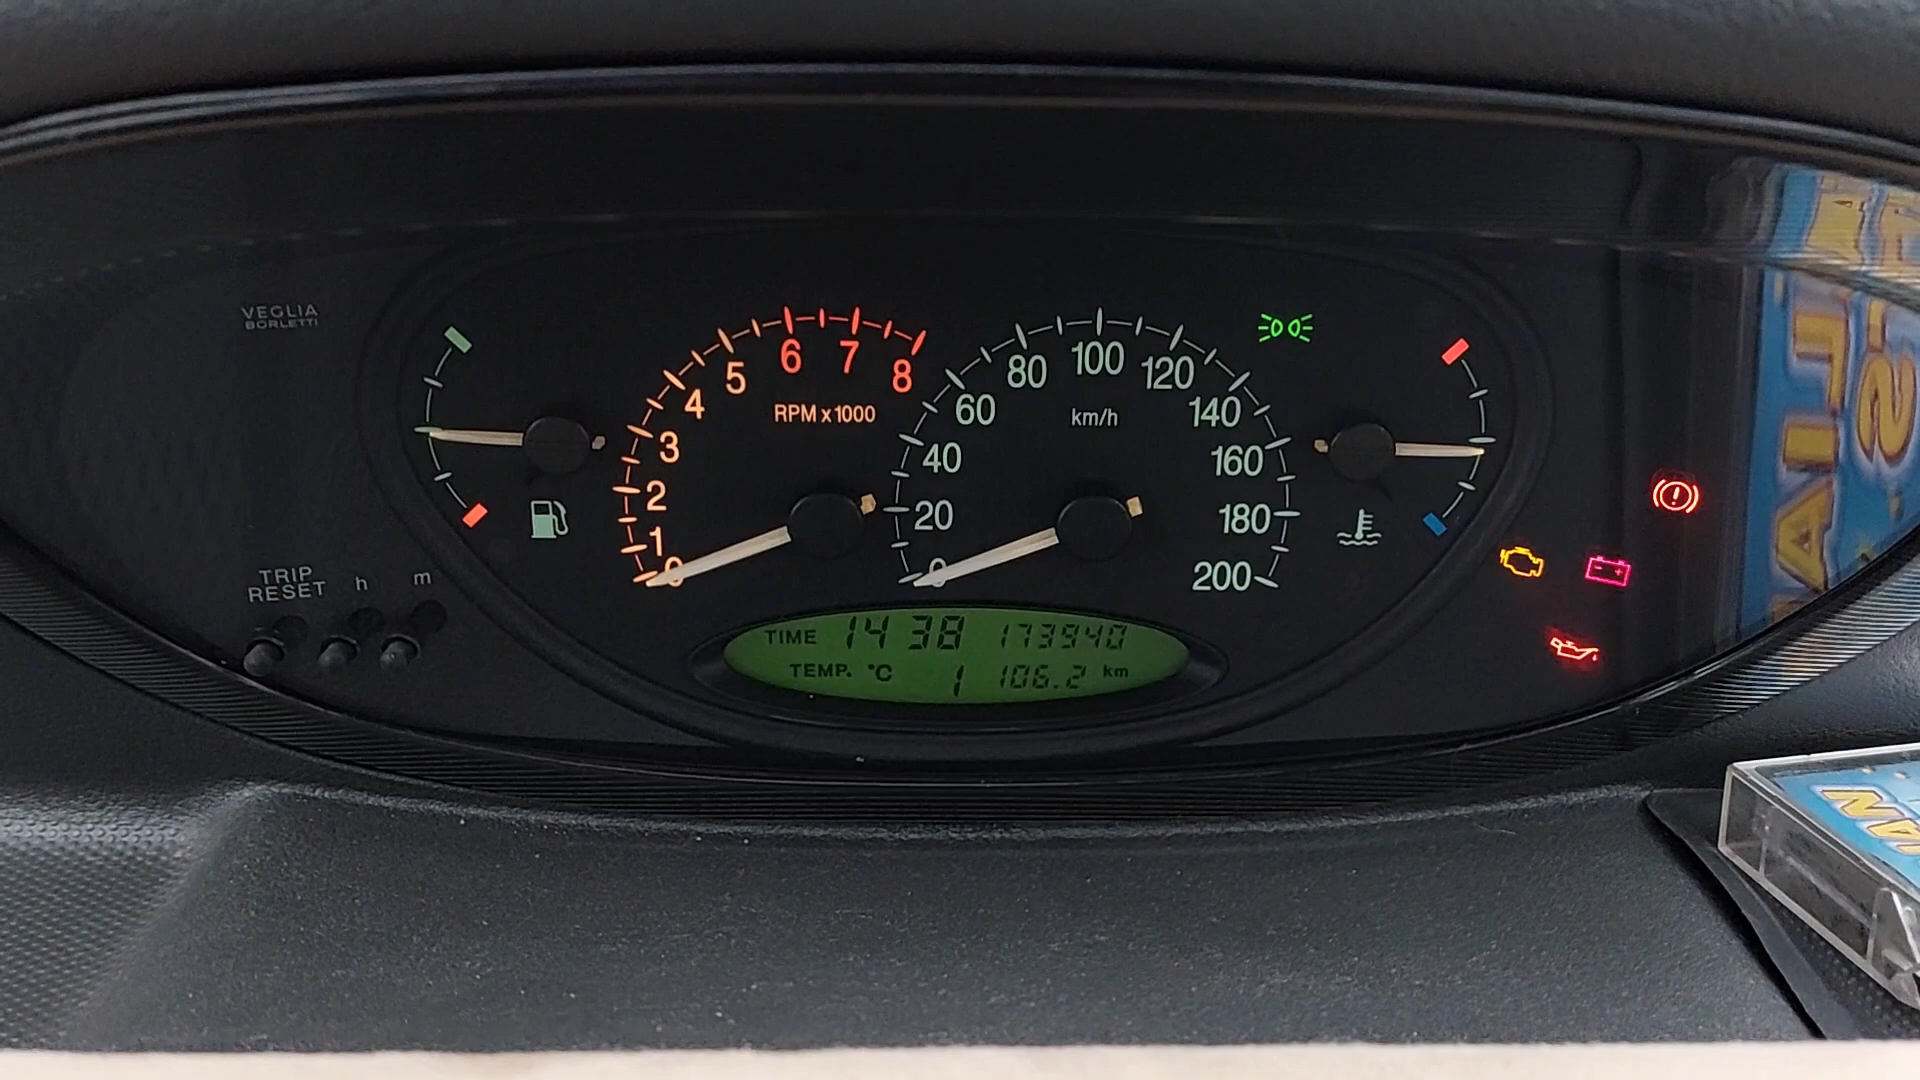 VEGLIA
BORLETTI
0 1 2 3 4 5 6 7 8
RPM x 1000
0 20 40 60 80 100 120 140 160 180 200
km/h
TRIP
RESET
h
m
TIME 14 38 173940
TEMP. °C 1 106.2 km